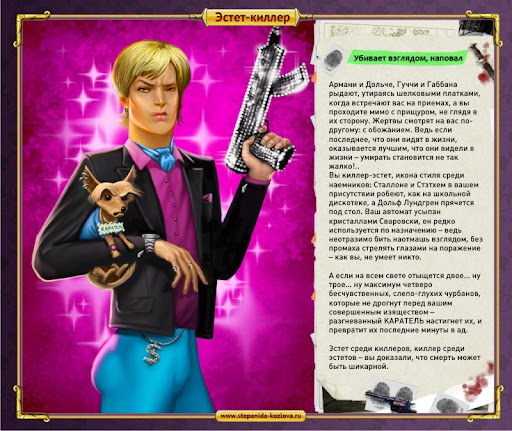 Эстет-киллер
Убивает взглядом, наповал
Армани и Дольче, Гуччи и Габбана
рыдают, утираясь шелковыми платками,
когда встречают вас на приемах, а вы
проходите мимо с прищуром, не глядя в
их сторону. Жертвы смотрят на вас по-
другому: с обожанием. Ведь если
последнее, что они видят в жизни,
оказывается лучшим, что они видели в
жизни – умирать становится не так
жалко!..
Вы киллер-эстет, икона стиля среди
наемников: Сталлоне и Стэтхем в вашем
присутствии робеют, как на школьной
дискотеке, а Дольф Лундгрен прячется
под стол. Ваш автомат усыпан
кристаллами Сваровски, он редко
используется по назначению – ведь
неотразимо бить наотмашь взглядом, без
промаха стрелять глазами на поражение
– как вы, не умеет никто.
А если на всем свете отыщется двое... ну
трое... ну максимум четверо
бесчувственных, слепо-глухих чурбанов,
которые не дрогнут перед вашим
совершенным изяществом –
разгневанный КАРАТЕЛЬ настигнет их, и
превратит их последние минуты в ад.
Эстет среди киллеров, киллер среди
эстетов – вы доказали, что смерть может
быть шикарной.
КАРАТЕЛЬ
$
www.stepanida-kozlova.ru